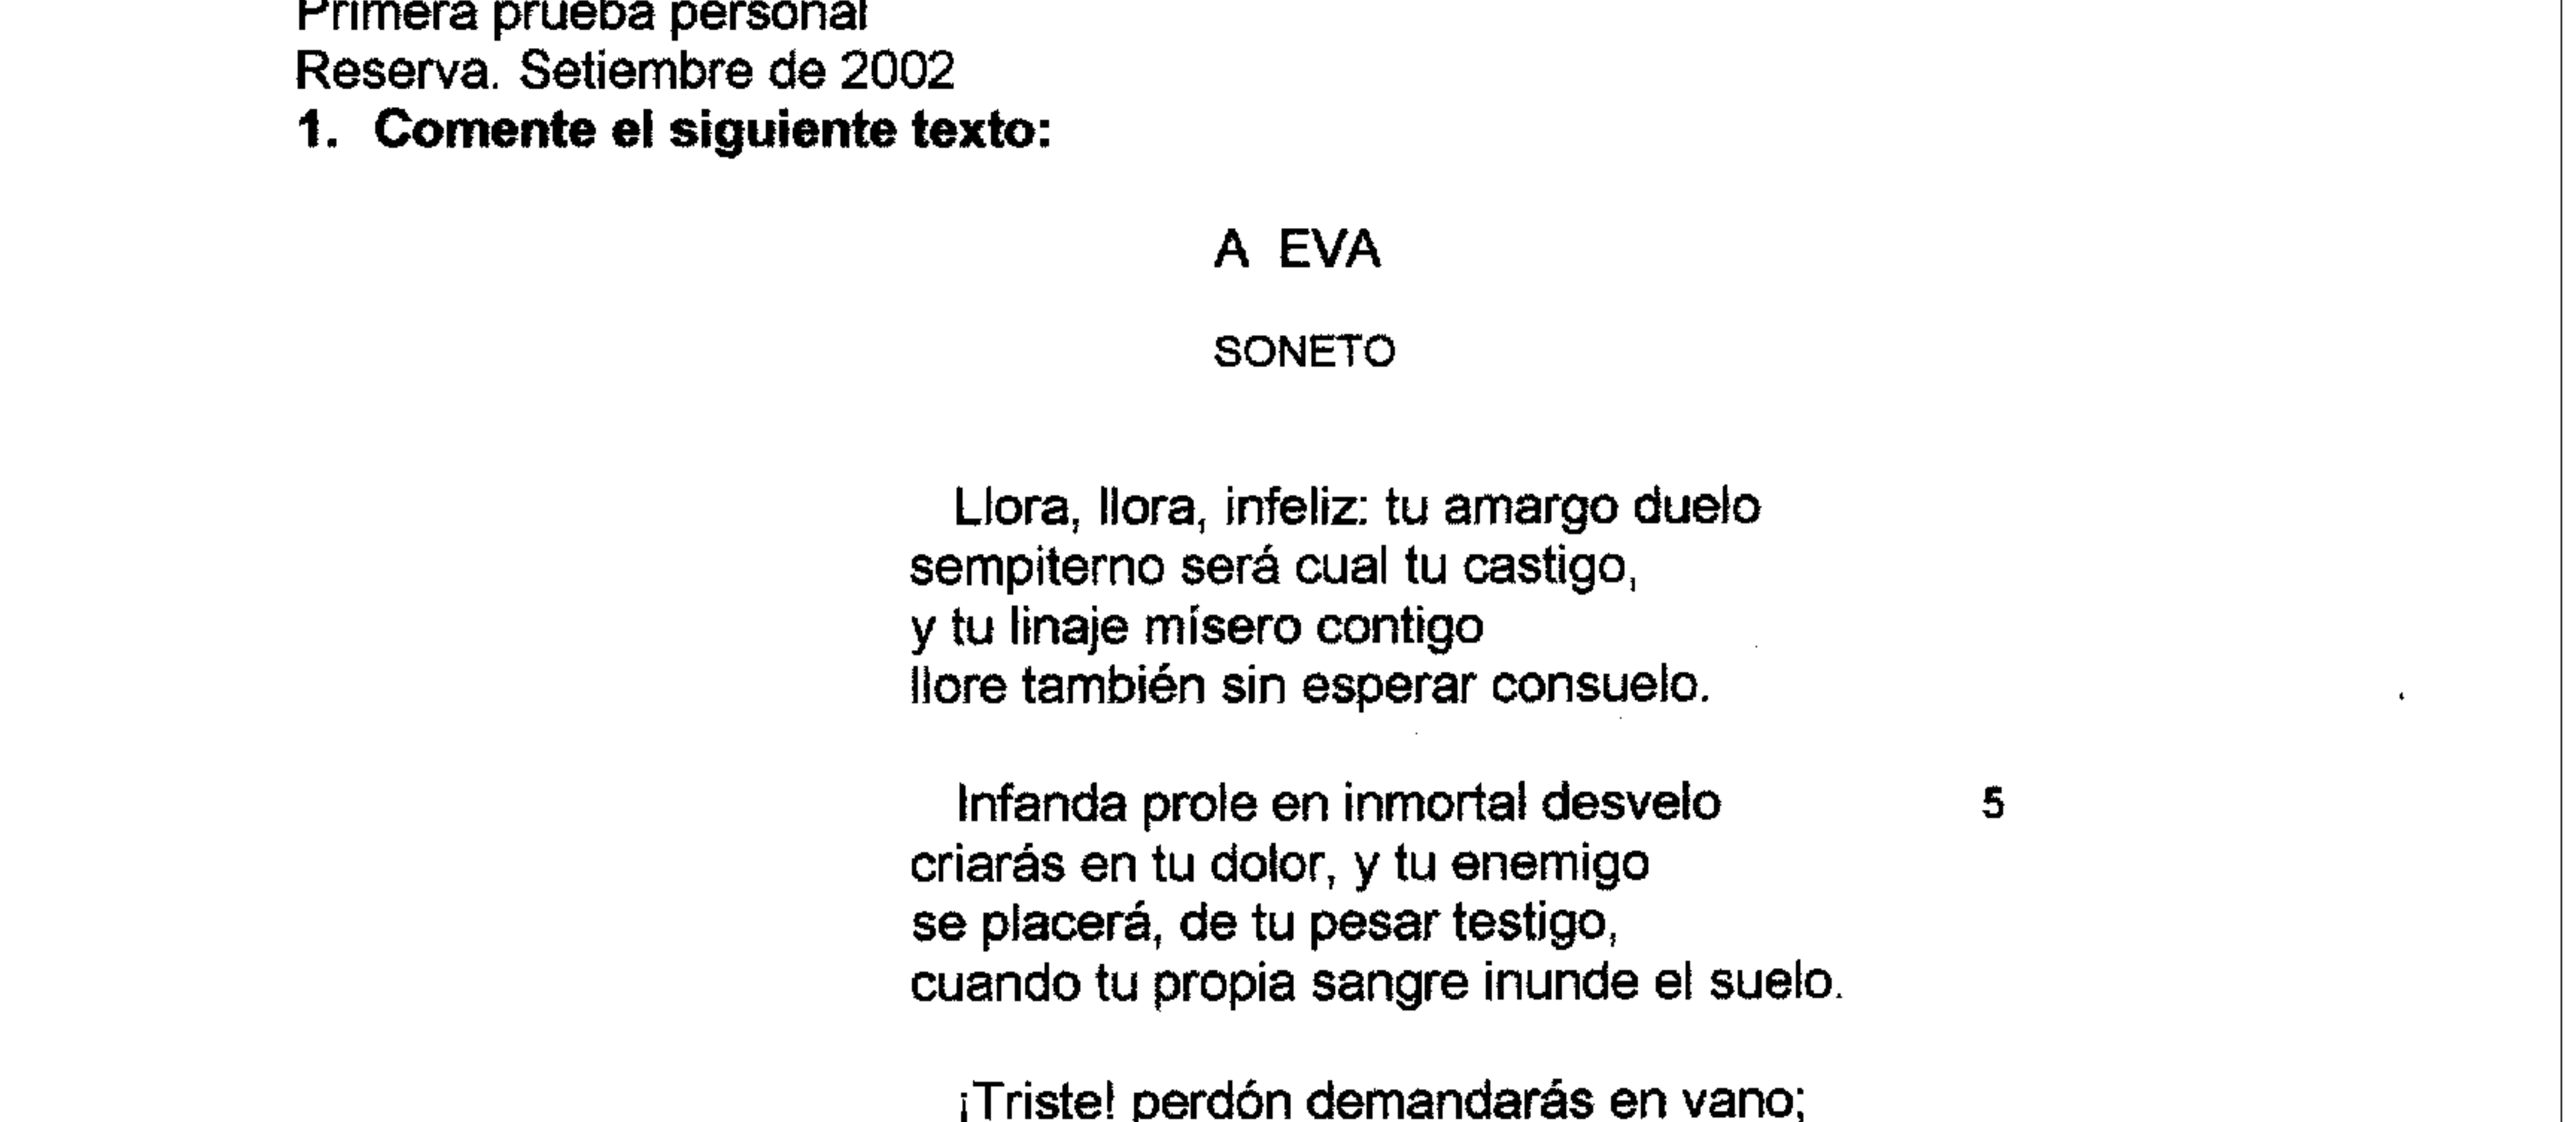 Primera prueba personal
Reserva. Setiembre de 2002
1. Comente el siguiente texto:
A EVA
SONETO
Llora, llora, infeliz: tu amargo duelo
sempiterno será cual tu castigo,
y tu linaje mísero contigo
llore también sin esperar consuelo.
Infanda prole en inmortal desvelo 5
criarás en tu dolor, y tu enemigo
se placerá, de tu pesar testigo,
cuando tu propia sangre inunde el suelo.
¡Triste! perdón demandarás en vano;